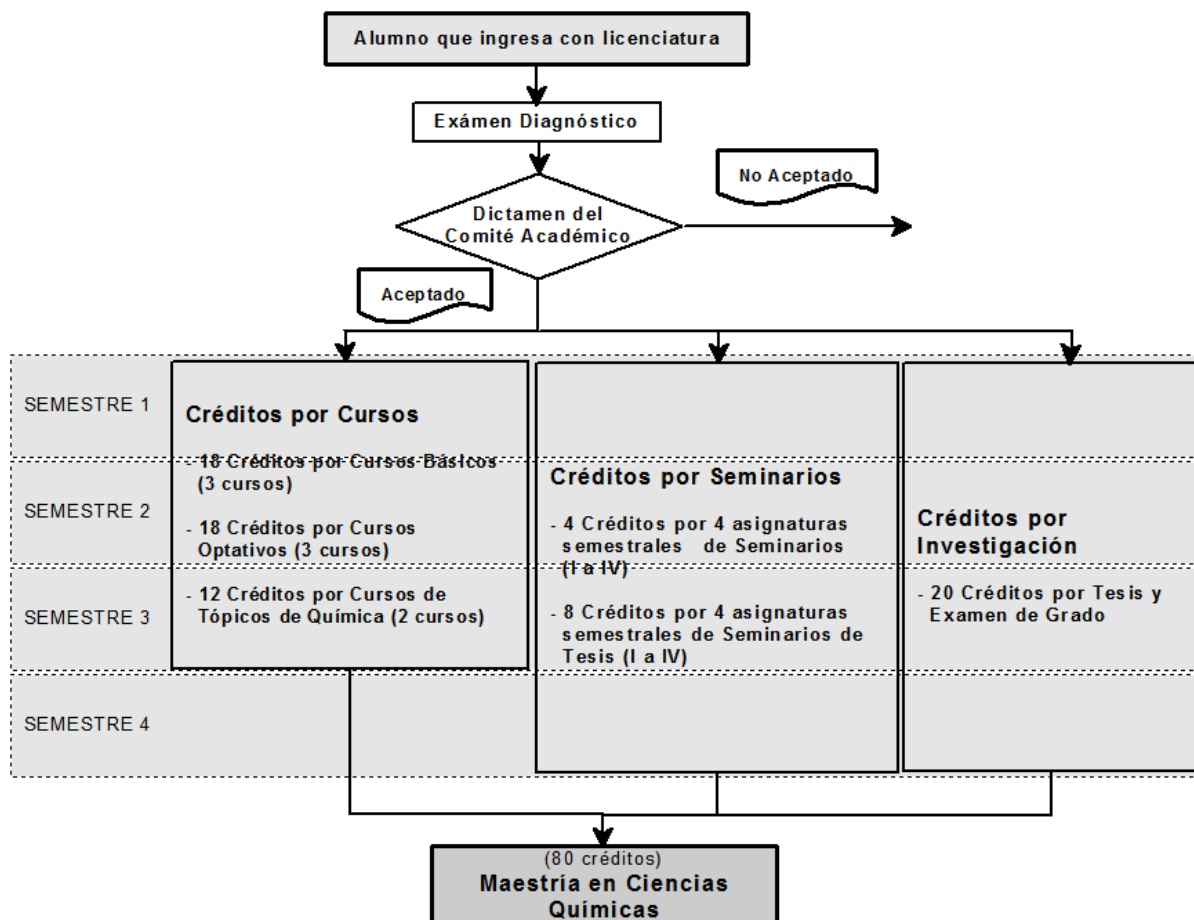 Alumno que ingresa con licenciatura
Exámen Diagnóstico
No Aceptado
Dictamen del
Comité Académico
Aceptado
SEMESTRE 1
SEMESTRE 2
SEMESTRE 3
SEMESTRE 4
Créditos por Cursos
- 18 Créditos por Cursos Básicos
(3 cursos)
- 18 Créditos por Cursos
Optativos (3 cursos)
- 12 Créditos por Cursos de
Tópicos de Química (2 cursos)
Créditos por Seminarios
- 4 Créditos por 4 asignaturas
semestrales de Seminarios
(I a IV)
- 8 Créditos por 4 asignaturas
semestrales de Seminarios de
Tesis (I a IV)
Créditos por
Investigación
- 20 Créditos por Tesis y
Examen de Grado
(80 créditos)
Maestría en Ciencias
Químicas